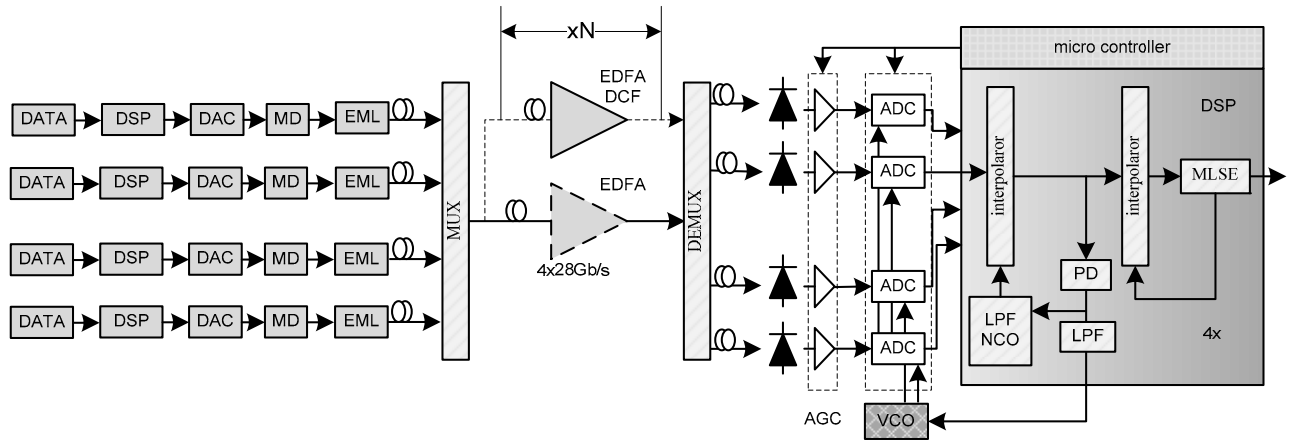 xN
micro controller
EDFA
DCF
DSP
DATA DSP DAC MD EML
ADC
DATA DSP DAC MD EML
EDFA
ADC
MLSE
MUX
DEMUX
interpolaror
interpolaror
DATA DSP DAC MD EML
4x28Gb/s
ADC
PD
DATA DSP DAC MD EML
ADC
LPF
NCO
LPF
4x
AGC
VCO